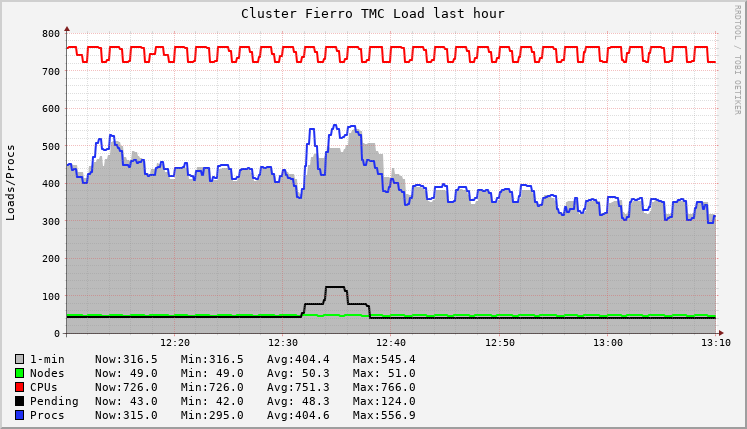 Cluster Fierro TMC Load last hour
RRDTOOL / TOBI OETIKER
Loads/Procs
800
700
600
500
400
300
200
100
0
12:20 12:30 12:40 12:50 13:00 13:10
1-min Now:316.5 Min:316.5 Avg:404.4 Max:545.4
Nodes Now: 49.0 Min: 49.0 Avg: 50.3 Max: 51.0
CPUs Now:726.0 Min:726.0 Avg:751.3 Max:766.0
Pending Now: 43.0 Min: 42.0 Avg: 48.3 Max:124.0
Procs Now:315.0 Min:295.0 Avg:404.6 Max:556.9